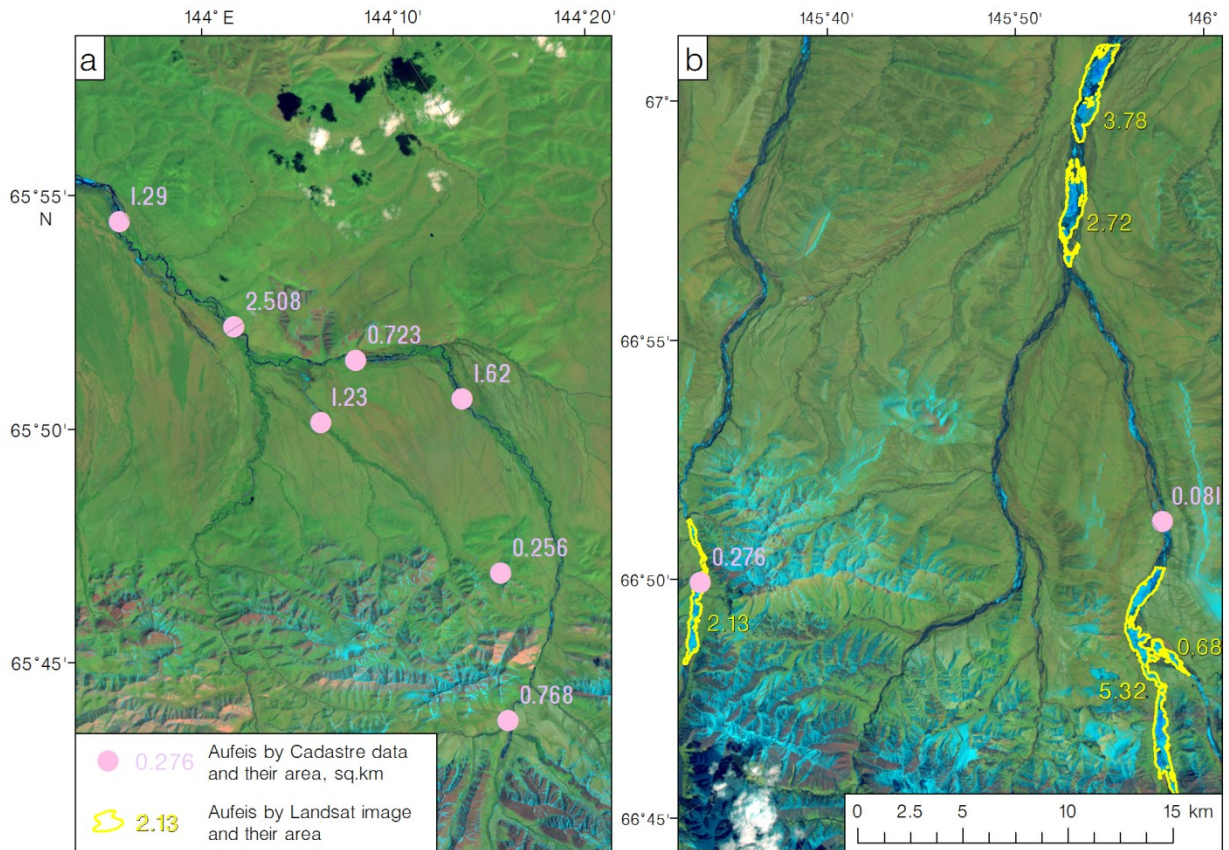 144° E 144°10' 144°20'
145°40' 145°50' 146°
a
b
67°
3.78
65°55'
N
1.29
2.72
2.508
0.723
1.62
1.23
66°55'
65°50'
0.081
0.256
0.276
66°50'
2.13
0.68
65°45'
5.32
0.768
0.276 Aufeis by Cadastre data
and their area, sq.km
2.13 Aufeis by Landsat image
and their area
0 2.5 5 10 15 km
66°45'